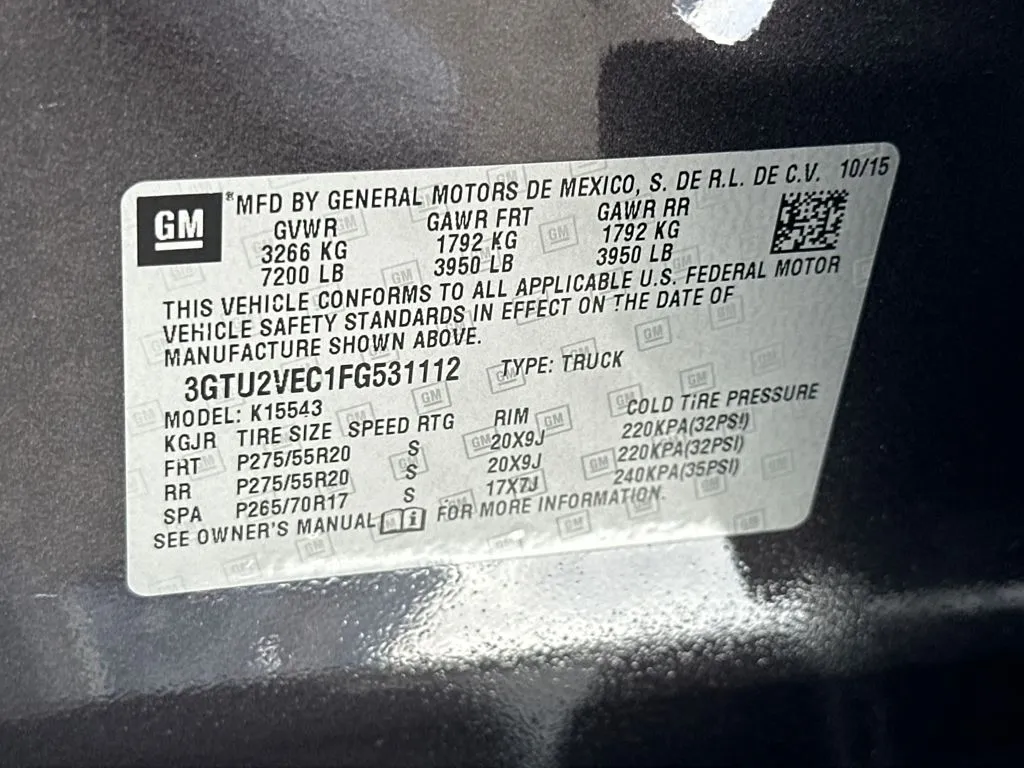 GM
*MFD BY GENERAL MOTORS DE MEXICO, S. DE R.L. DE C.V. 10/15
GVWR GAWR FRT GAWR RR
3266 KG 1792 KG 1792 KG
7200 LB 3950 LB 3950 LB
THIS VEHICLE CONFORMS TO ALL APPLICABLE U.S. FEDERAL MOTOR
VEHICLE SAFETY STANDARDS IN EFFECT ON THE DATE OF
MANUFACTURE SHOWN ABOVE.
3GTU2VEC1FG531112 TYPE: TRUCK
MODEL: K15543
KGJR TIRE SIZE SPEED RTG RIM COLD TIRE PRESSURE
FRT P275/55R20 S 20X9J 220KPA(32PSI)
RR P275/55R20 S 20X9J 220KPA(32PSI)
SPA P265/70R17 S 17X7J 240KPA(35PSI)
SEE OWNER'S MANUAL FOR MORE INFORMATION.